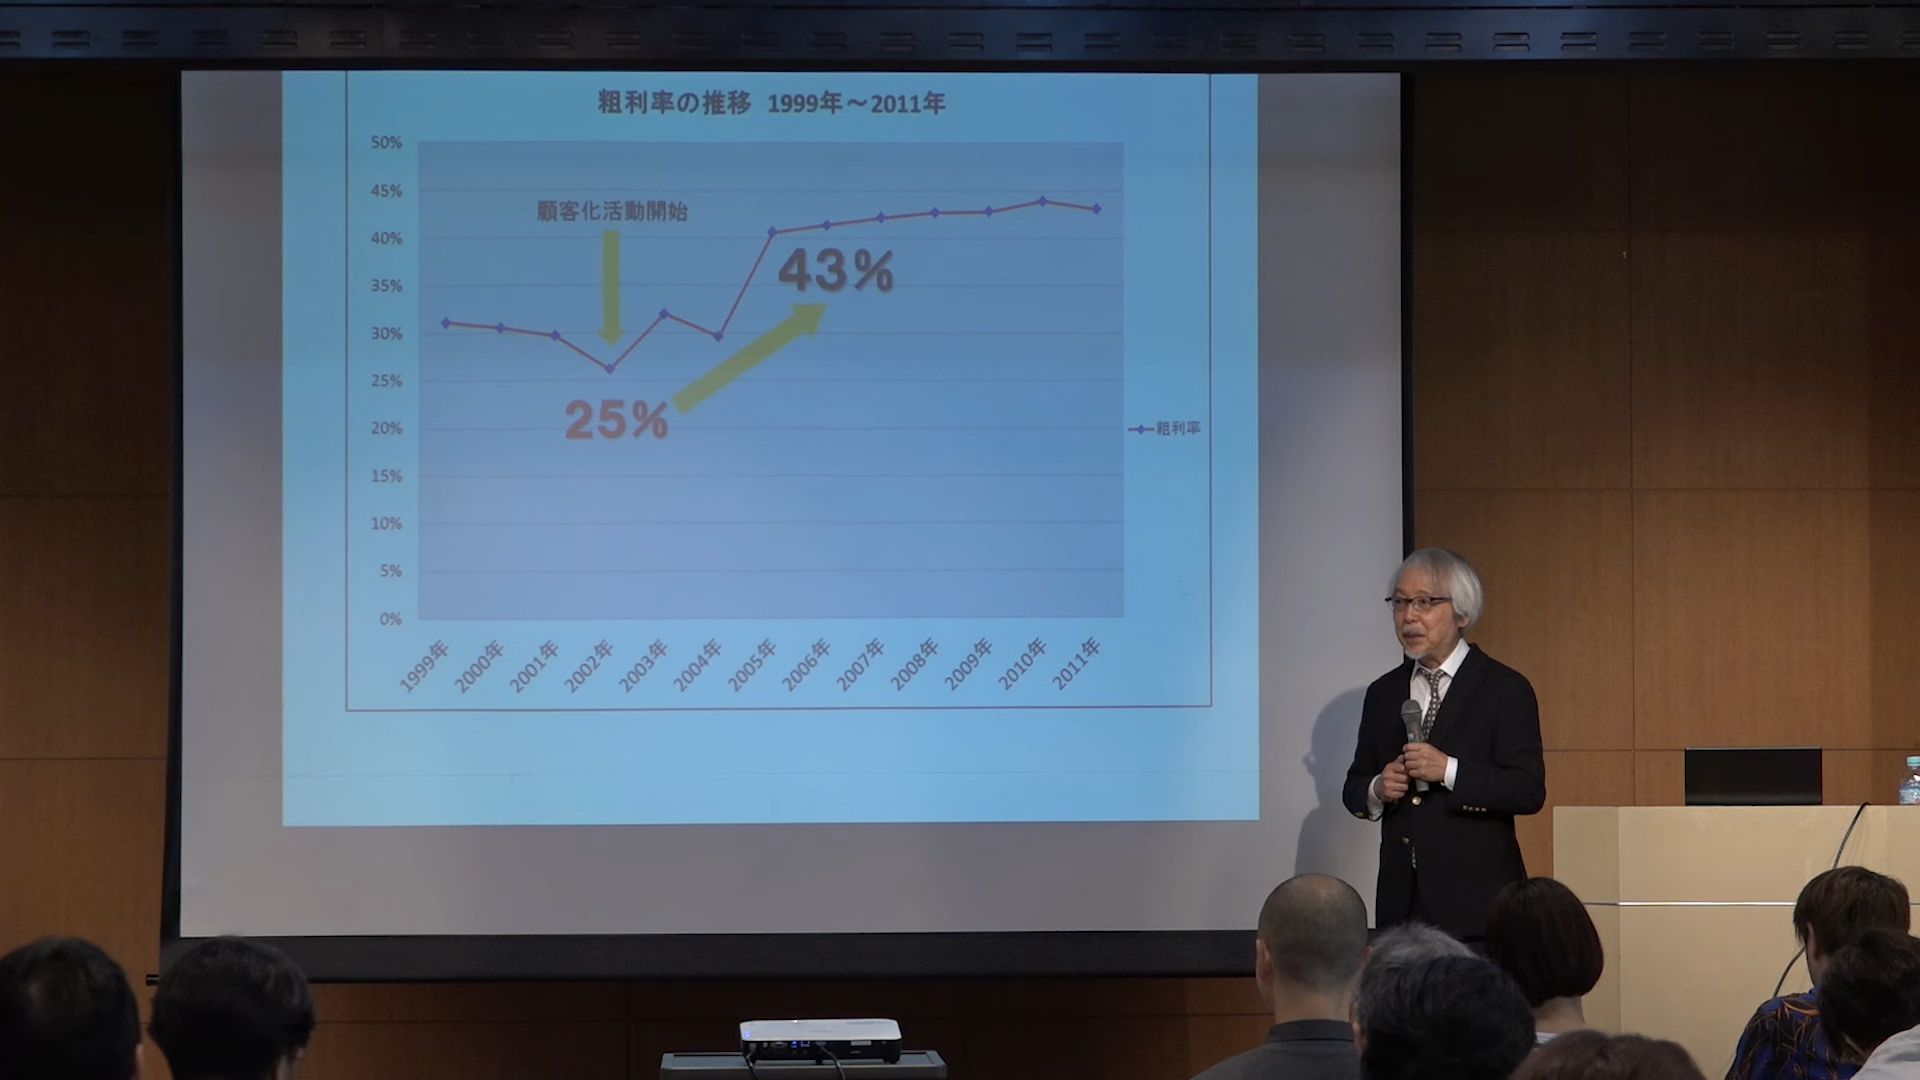 粗利率の推移 1999年～2011年
50%
45%
顧客化活動開始
40%
43%
35%
30%
25%
25%
20%
粗利率
15%
10%
5%
0%
1999年
2000年
2001年
2002年
2003年
2004年
2005年
2006年
2007年
2008年
2009年
2010年
2011年